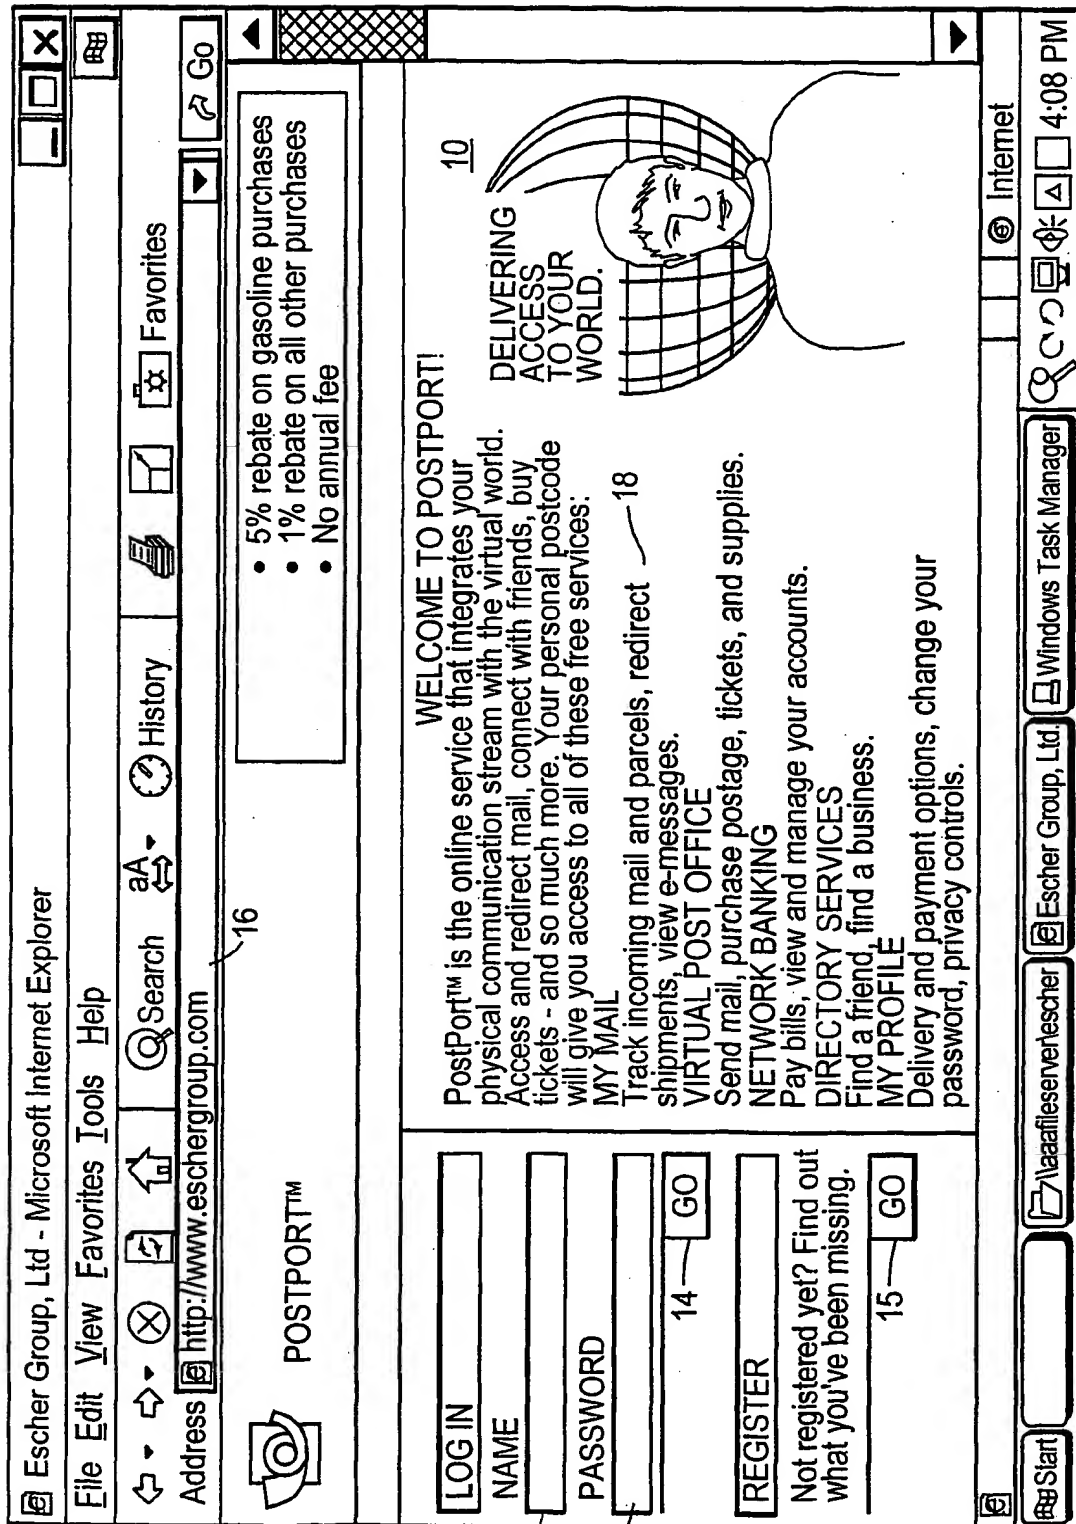 Escher Group, Ltd - Microsoft Internet Explorer
File Edit View Favorites Tools Help
Search aA History Favorites
Address http://www.eschergroup.com Go
16
POSTPORT™
• 5% rebate on gasoline purchases
• 1% rebate on all other purchases
• No annual fee
LOG IN
NAME
PASSWORD
14 GO
REGISTER
Not registered yet? Find out
what you've been missing.
15 GO
WELCOME TO POSTPORT!
PostPort™ is the online service that integrates your
physical communication stream with the virtual world.
Access and redirect mail, connect with friends, buy
tickets - and so much more. Your personal postcode
will give you access to all of these free services:
MY MAIL
Track incoming mail and parcels, redirect 18
shipments, view e-messages.
VIRTUAL POST OFFICE
Send mail, purchase postage, tickets, and supplies.
NETWORK BANKING
Pay bills, view and manage your accounts.
DIRECTORY SERVICES
Find a friend, find a business.
MY PROFILE
Delivery and payment options, change your
password, privacy controls.
10
DELIVERING
ACCESS
TO YOUR
WORLD.
Internet
Start \\aaafileserver\escher Escher Group, Ltd. Windows Task Manager 4:08 PM